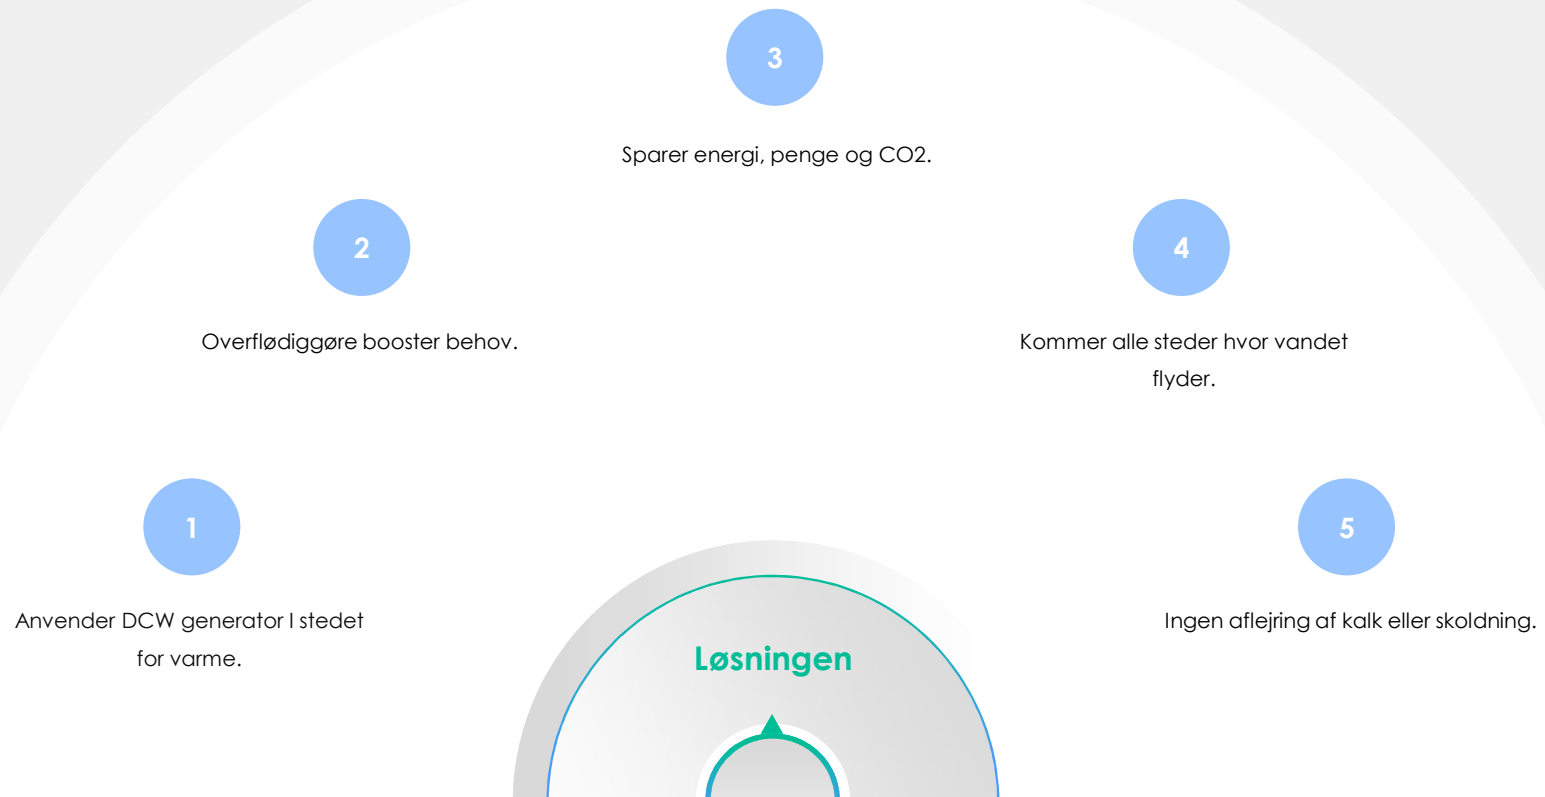 3
Sparer energi, penge og CO2.
2
Overflødiggøre booster behov.
4
Kommer alle steder hvor vandet
flyder.
1
Anvender DCW generator I stedet
for varme.
5
Ingen aflejring af kalk eller skoldning.
Løsningen